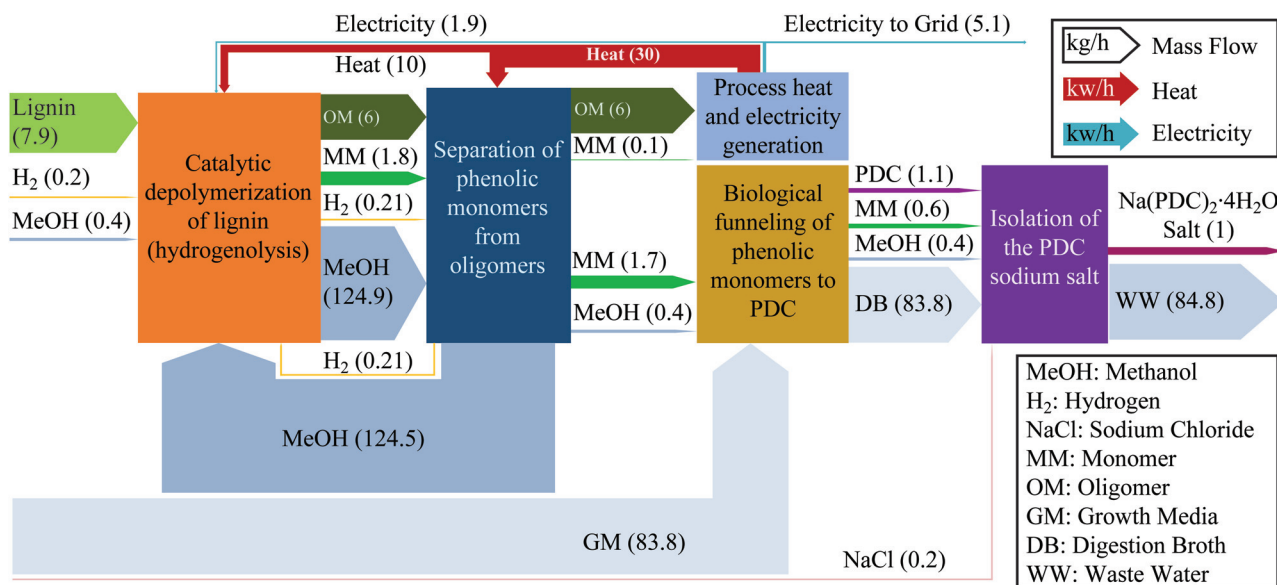 Electricity (1.9)
Electricity to Grid (5.1)
Heat (30)
Heat (10)
Lignin
(7.9)
H₂ (0.2)
MeOH (0.4)
Catalytic
depolymerization
of lignin
(hydrogenolysis)
OM (6)
MM (1.8)
H₂ (0.21)
MeOH
(124.9)
H₂ (0.21)
MeOH (124.5)
Separation of
phenolic
monomers
from
oligomers
OM (6)
MM (0.1)
MM (1.7)
MeOH (0.4)
Process heat
and electricity
generation
Biological
funneling of
phenolic
monomers to
PDC
PDC (1.1)
MM (0.6)
MeOH (0.4)
DB (83.8)
Isolation of
the PDC
sodium salt
Na(PDC)₂·4H₂O
Salt (1)
WW (84.8)
GM (83.8)
NaCl (0.2)
kg/h
Mass Flow
kw/h
Heat
kw/h
Electricity
MeOH: Methanol
H₂: Hydrogen
NaCl: Sodium Chloride
MM: Monomer
OM: Oligomer
GM: Growth Media
DB: Digestion Broth
WW: Waste Water